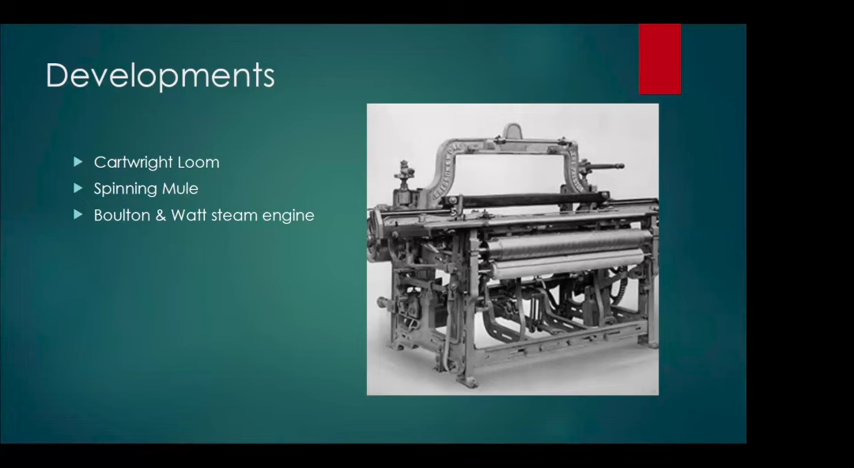 Developments
Cartwright Loom
Spinning Mule
Boulton & Watt steam engine